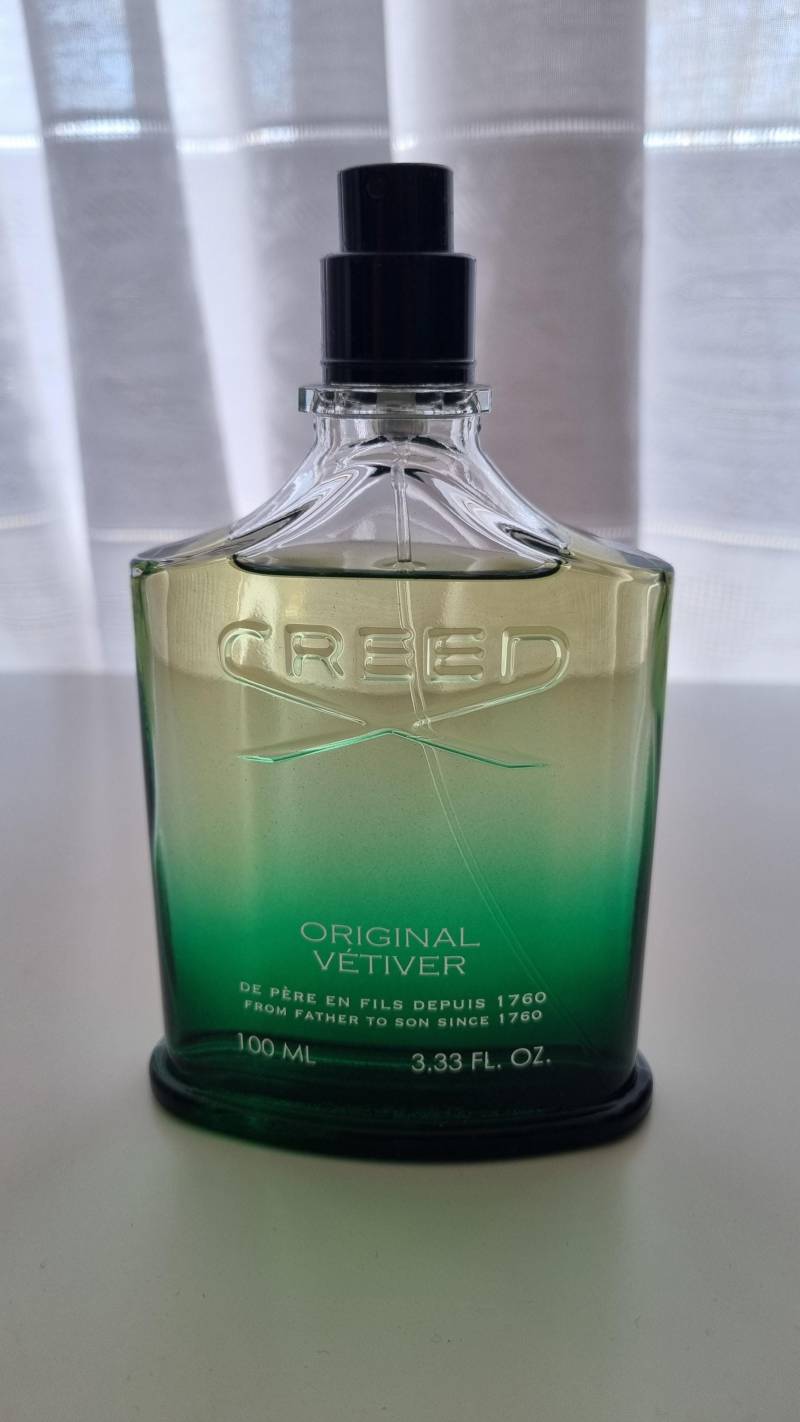 CREED
ORIGINAL
VÉTIVER
DE PÈRE EN FILS DEPUIS 1760
FROM FATHER TO SON SINCE 1760
100 ML 3.33 FL. OZ.